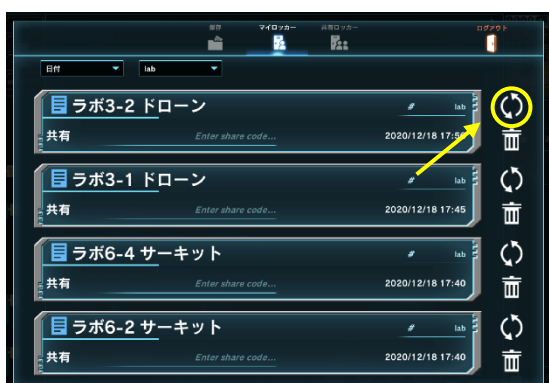 保存 マイロッカー 共有ロッカー ログアウト
日付 lab
ラボ3-2 ドローン # lab
共有 Enter share code... 2020/12/18 17:50
ラボ3-1 ドローン # lab
共有 Enter share code... 2020/12/18 17:45
ラボ6-4 サーキット # lab
共有 Enter share code... 2020/12/18 17:40
ラボ6-2 サーキット # lab
共有 Enter share code... 2020/12/18 17:40